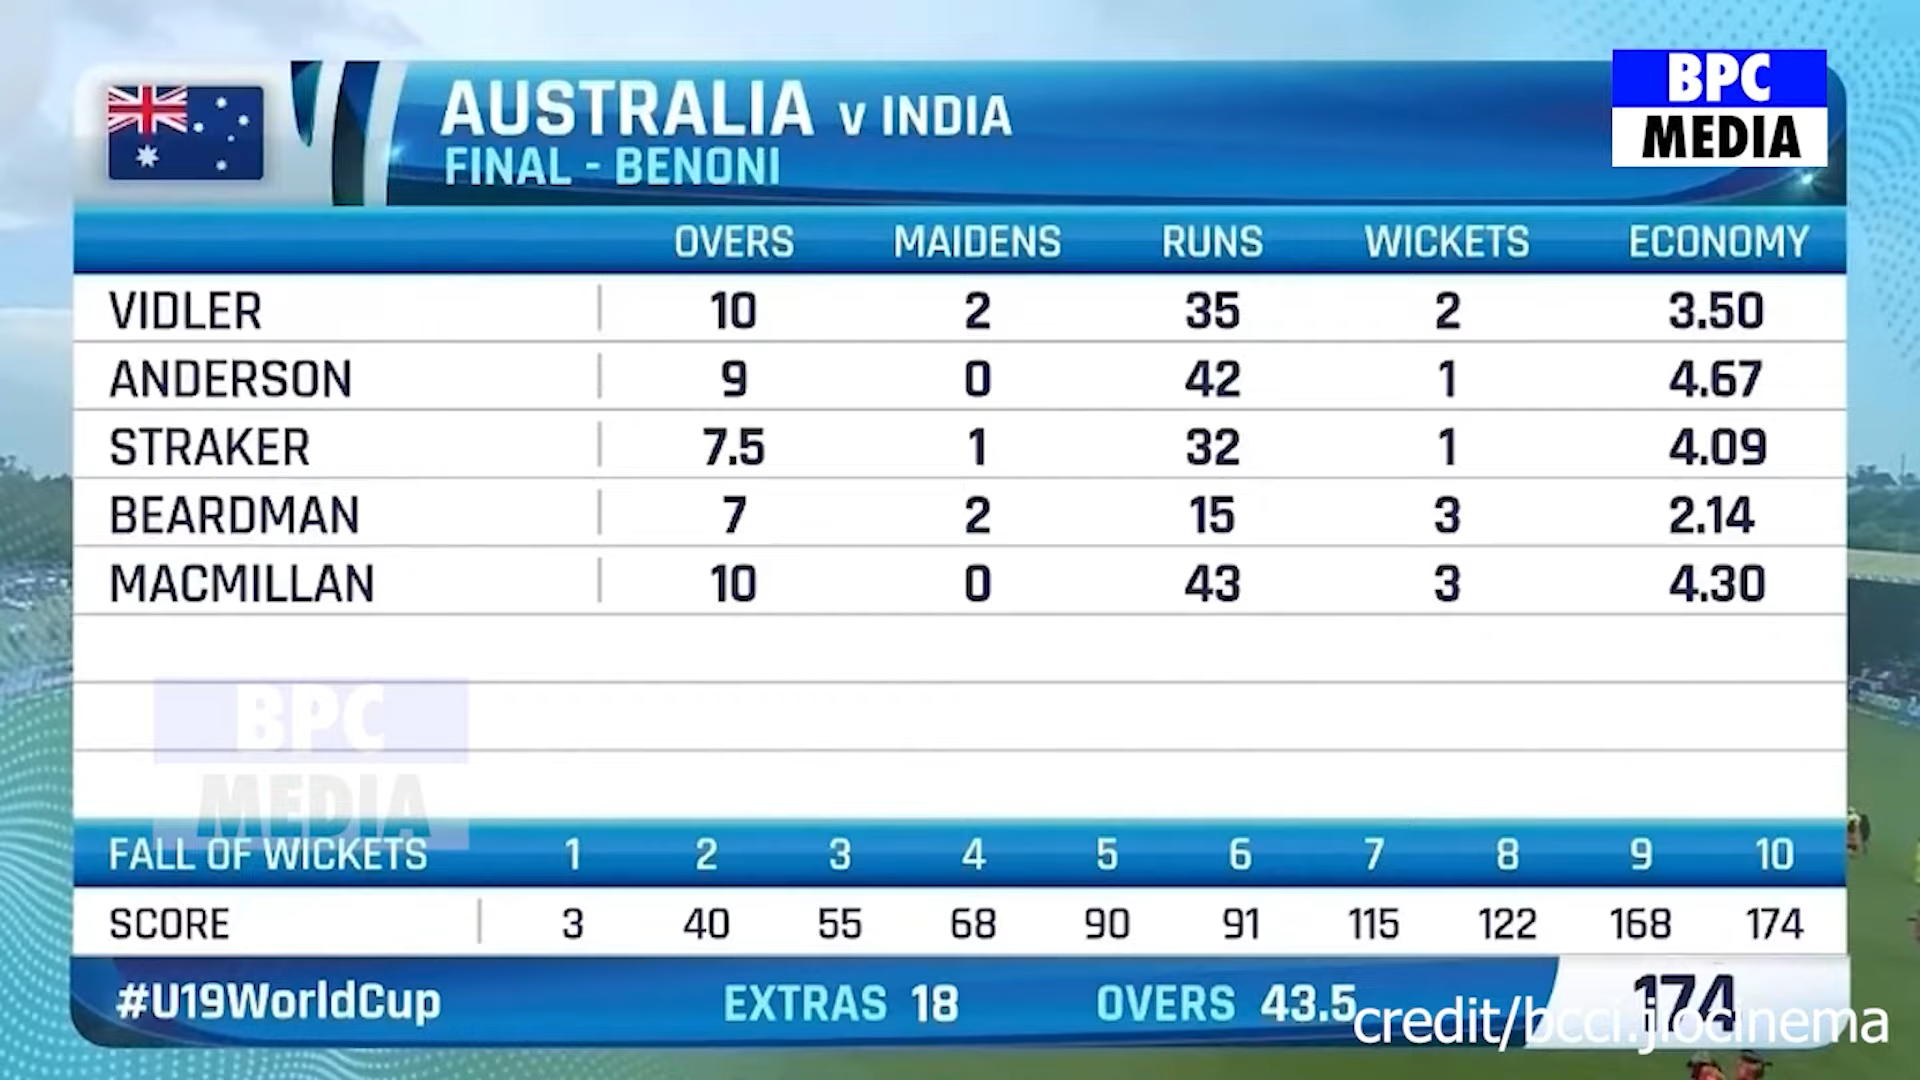 BPC
MEDIA
AUSTRALIA v INDIA
FINAL - BENONI
OVERS MAIDENS RUNS WICKETS ECONOMY
VIDLER 10 2 35 2 3.50
ANDERSON 9 0 42 1 4.67
STRAKER 7.5 1 32 1 4.09
BEARDMAN 7 2 15 3 2.14
MACMILLAN 10 0 43 3 4.30
BPC
MEDIA
FALL OF WICKETS 1 2 3 4 5 6 7 8 9 10
SCORE 3 40 55 68 90 91 115 122 168 174
#U19WorldCup EXTRAS 18 OVERS 43.5 174
credit/bcci.jiocinema